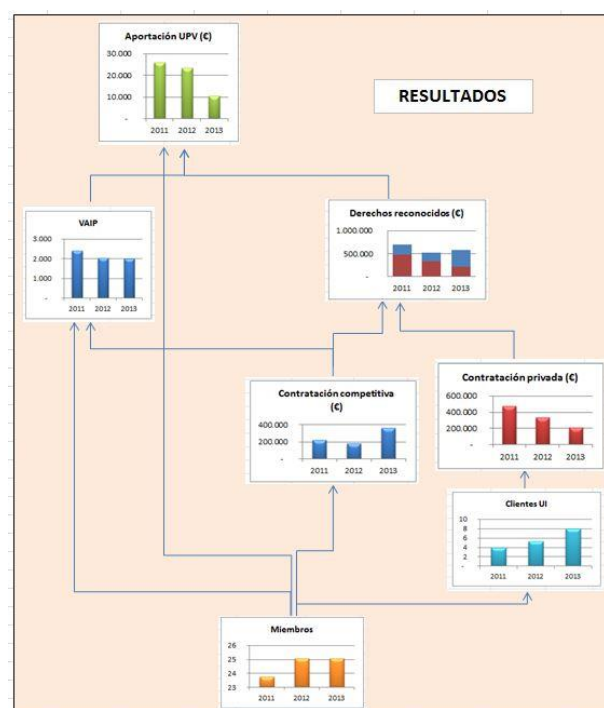 Aportación UPV (€)
30.000
20.000
10.000
-
2011 2012 2013
RESULTADOS
VAIP
3.000
2.000
1.000
-
2011 2012 2013
Derechos reconocidos (€)
1.000.000
500.000
-
2011 2012 2013
Contratación competitiva
(€)
400.000
200.000
-
2011 2012 2013
Contratación privada (€)
600.000
400.000
200.000
-
2011 2012 2013
Clientes UI
10
8
6
4
2
-
2011 2012 2013
Miembros
26
25
24
23
2011 2012 2013